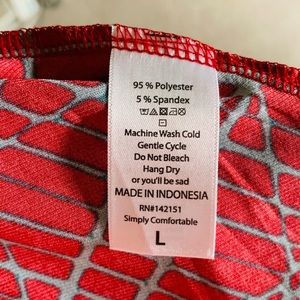 95 % Polyester
5 % Spandex
Machine Wash Cold
Gentle Cycle
Do Not Bleach
Hang Dry
or you'll be sad
MADE IN INDONESIA
RN#142151
Simply Comfortable
L